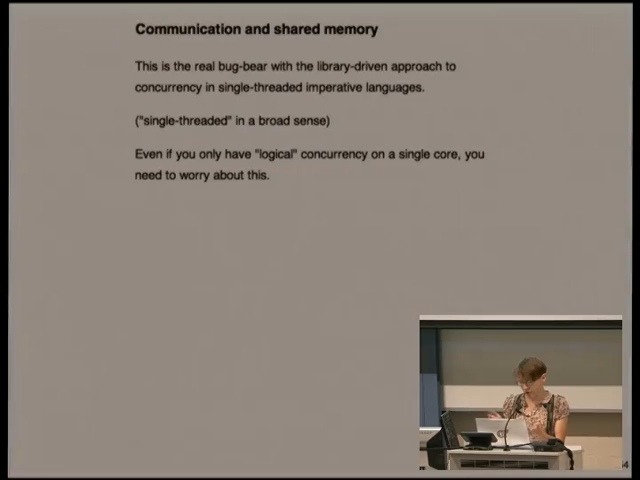 Communication and shared memory
This is the real bug-bear with the library-driven approach to
concurrency in single-threaded imperative languages.
("single-threaded" in a broad sense)
Even if you only have "logical" concurrency on a single core, you
need to worry about this.